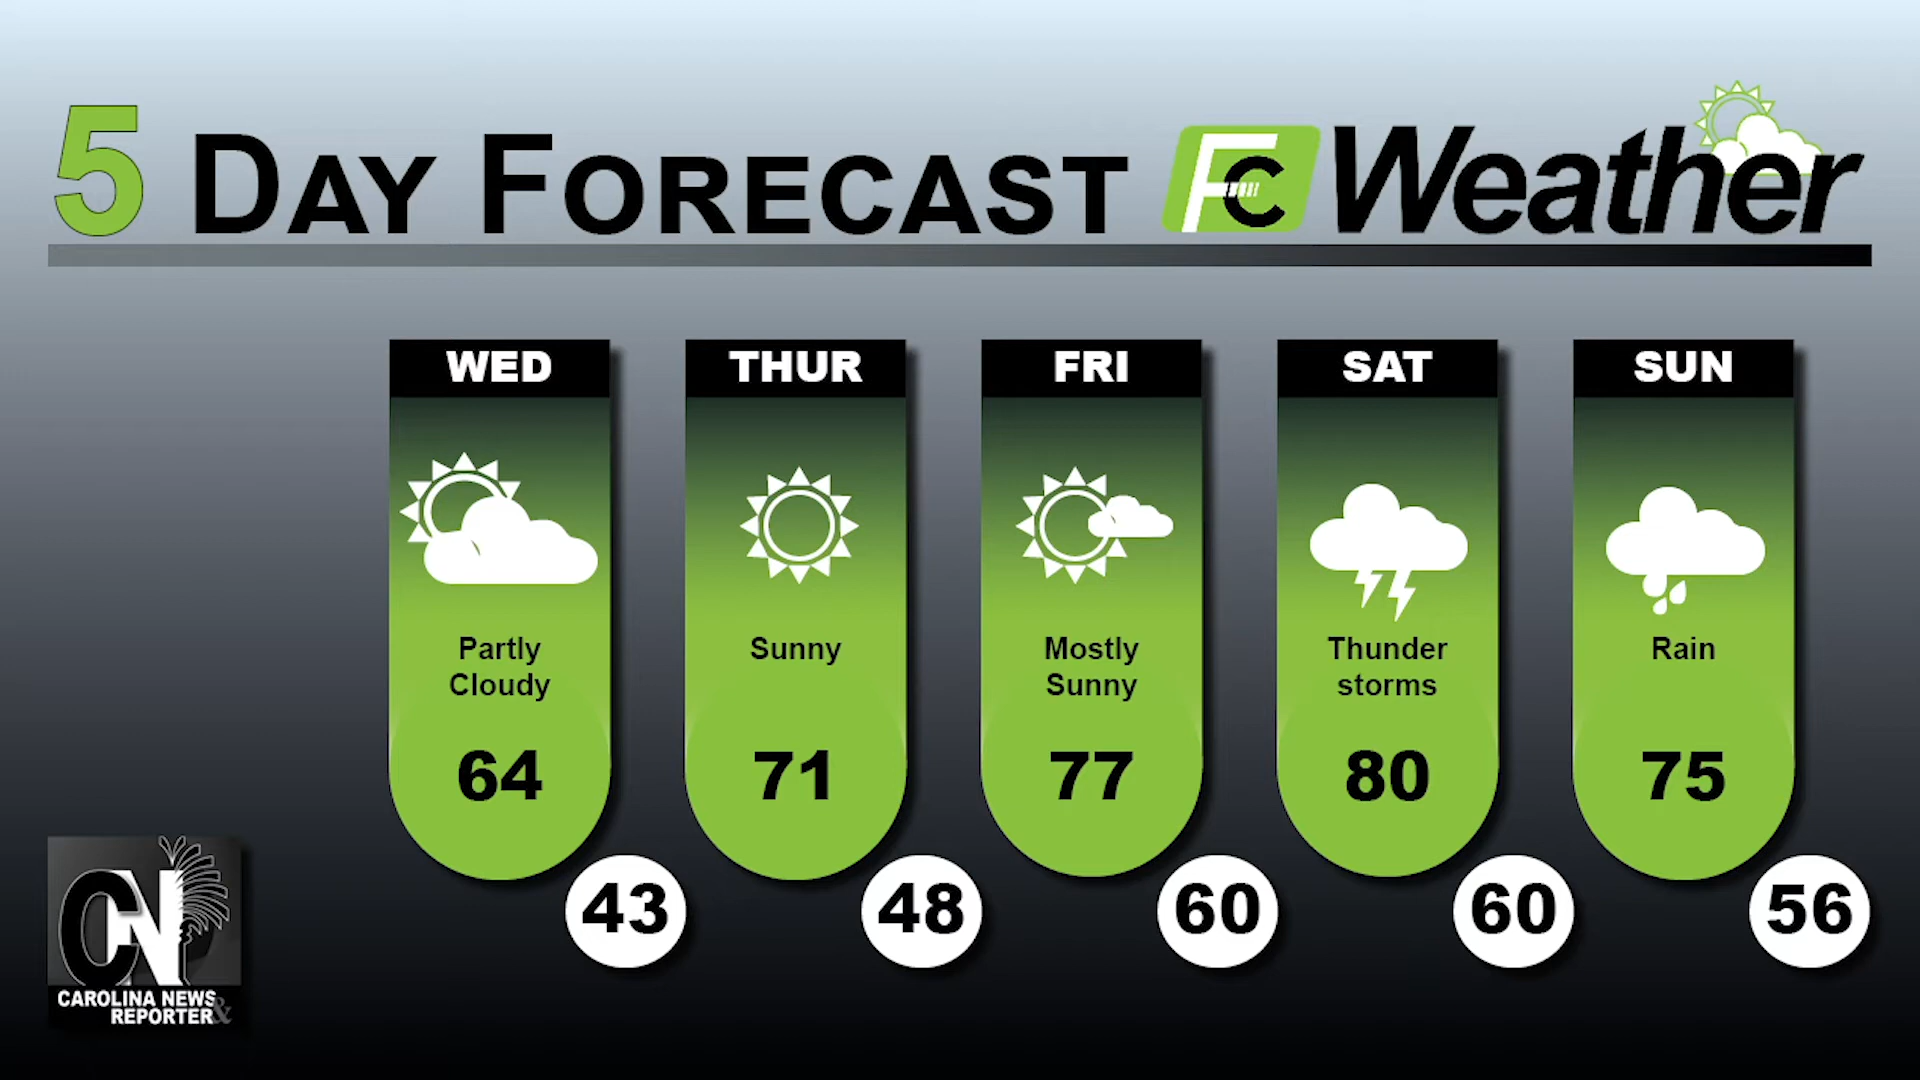 5 DAY FORECAST FC Weather
WED
Partly
Cloudy
64
43
THUR
Sunny
71
48
FRI
Mostly
Sunny
77
60
SAT
Thunder
storms
80
60
SUN
Rain
75
56
CN
CAROLINA NEWS
REPORTER&